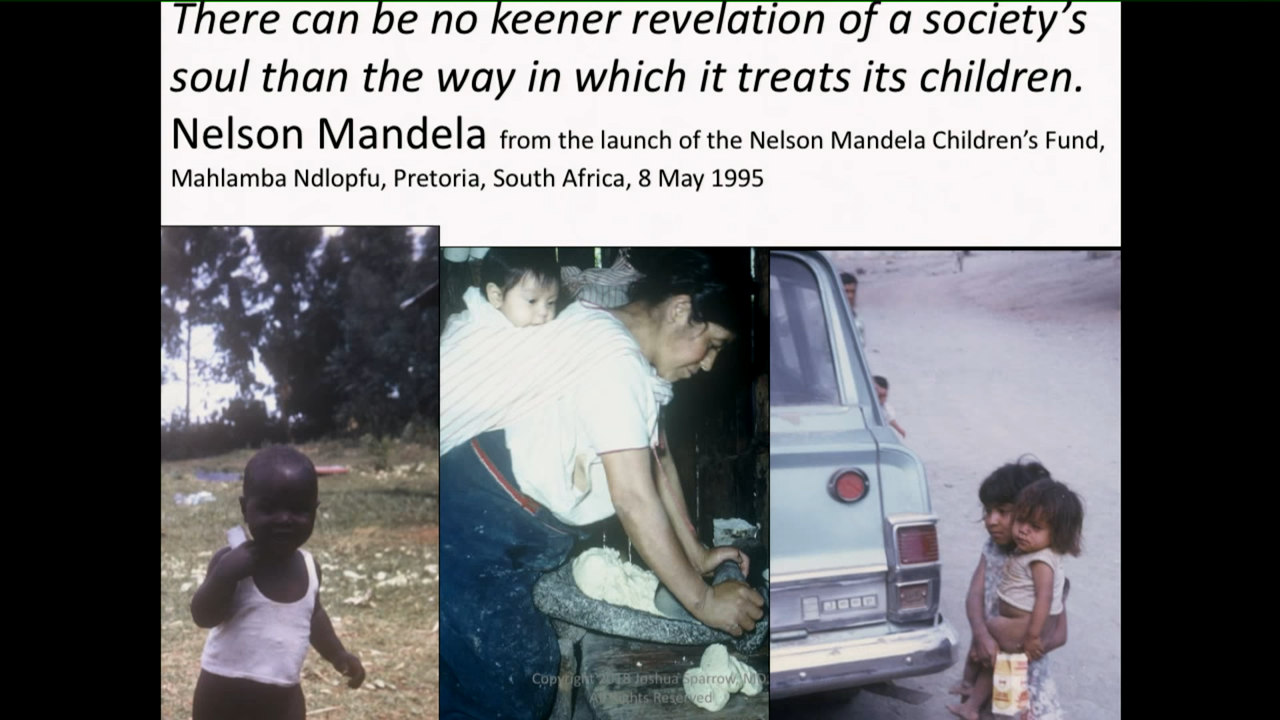 There can be no keener revelation of a society’s
soul than the way in which it treats its children.
Nelson Mandela from the launch of the Nelson Mandela Children’s Fund,
Mahlamba Ndlopfu, Pretoria, South Africa, 8 May 1995
Jeep
Copyright 2018 Joshua Sparrow, MD.
All Rights Reserved